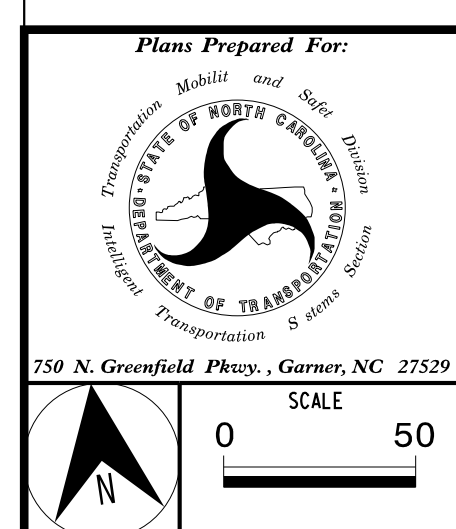 Plans Prepared For:
Transportation Mobilit and Safet Division
STATE OF NORTH CAROLINA
DEPARTMENT OF TRANSPORTATION
Intelligent Transportation S stems Section
750 N. Greenfield Pkwy. , Garner, NC 27529
N
SCALE
0 50